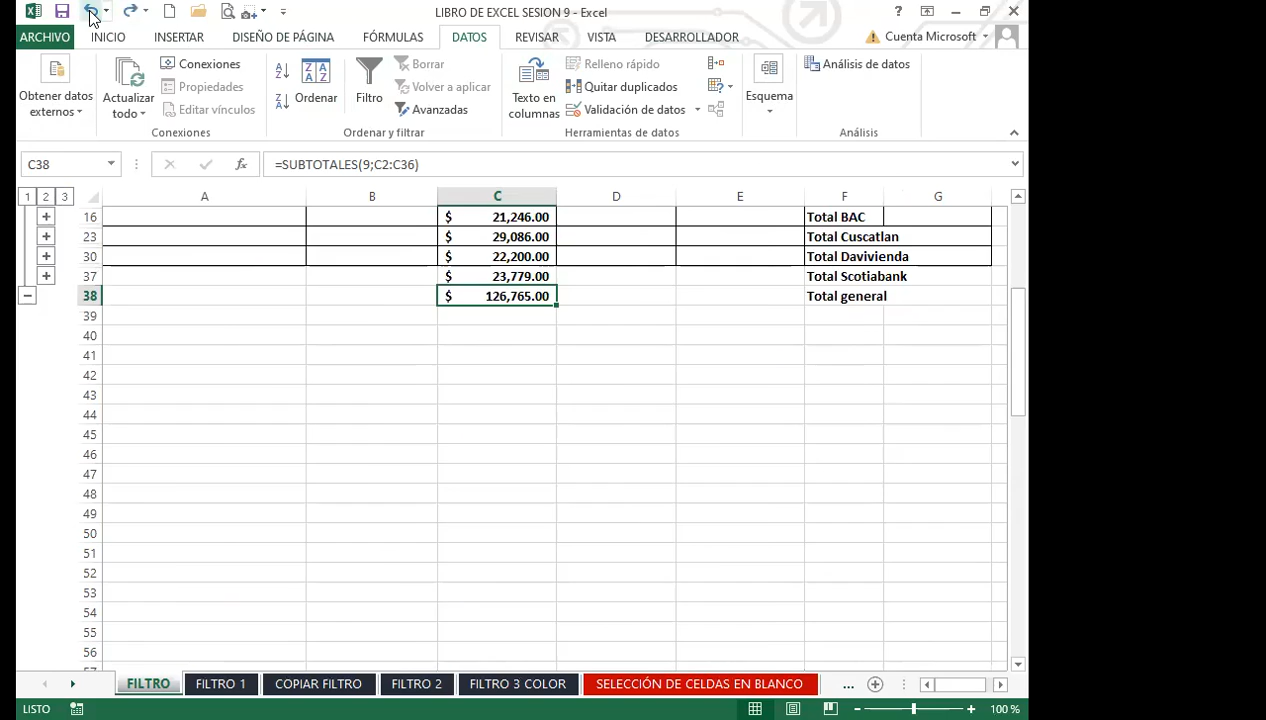 LIBRO DE EXCEL SESION 9 - Excel
?
ARCHIVO INICIO INSERTAR DISEÑO DE PÁGINA FÓRMULAS DATOS REVISAR VISTA DESARROLLADOR Cuenta Microsoft
Obtener datos externos
Actualizar todo
Conexiones
Propiedades
Editar vínculos
Conexiones
Ordenar
Filtro
Borrar
Volver a aplicar
Avanzadas
Ordenar y filtrar
Texto en columnas
Relleno rápido
Quitar duplicados
Validación de datos
Herramientas de datos
Esquema
Análisis de datos
Análisis
C38 fx =SUBTOTALES(9;C2:C36)
1 2 3 A B C D E F G
16 $ 21,246.00 Total BAC
23 $ 29,086.00 Total Cuscatlan
30 $ 22,200.00 Total Davivienda
37 $ 23,779.00 Total Scotiabank
38 $ 126,765.00 Total general
39
40
41
42
43
44
45
46
47
48
49
50
51
52
53
54
55
56
FILTRO FILTRO 1 COPIAR FILTRO FILTRO 2 FILTRO 3 COLOR SELECCIÓN DE CELDAS EN BLANCO ...
LISTO 100 %